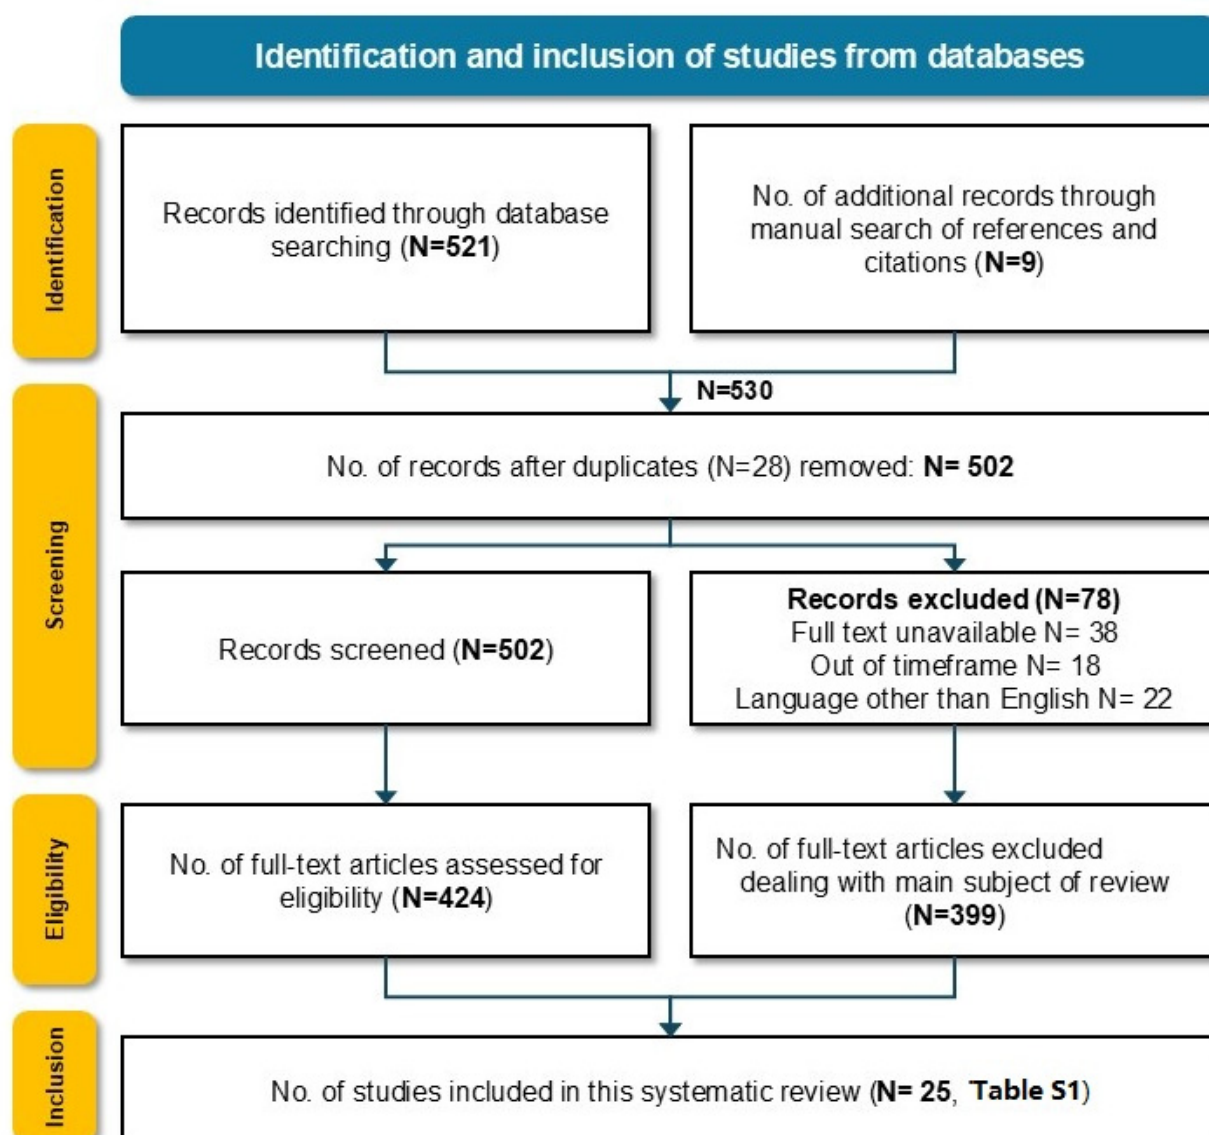 Identification and inclusion of studies from databases
Identification
Records identified through database
searching (N=521)
No. of additional records through
manual search of references and
citations (N=9)
N=530
Screening
No. of records after duplicates (N=28) removed: N= 502
Records screened (N=502)
Records excluded (N=78)
Full text unavailable N= 38
Out of timeframe N= 18
Language other than English N= 22
Eligibility
No. of full-text articles assessed for
eligibility (N=424)
No. of full-text articles excluded
dealing with main subject of review
(N=399)
Inclusion
No. of studies included in this systematic review (N= 25, Table S1)